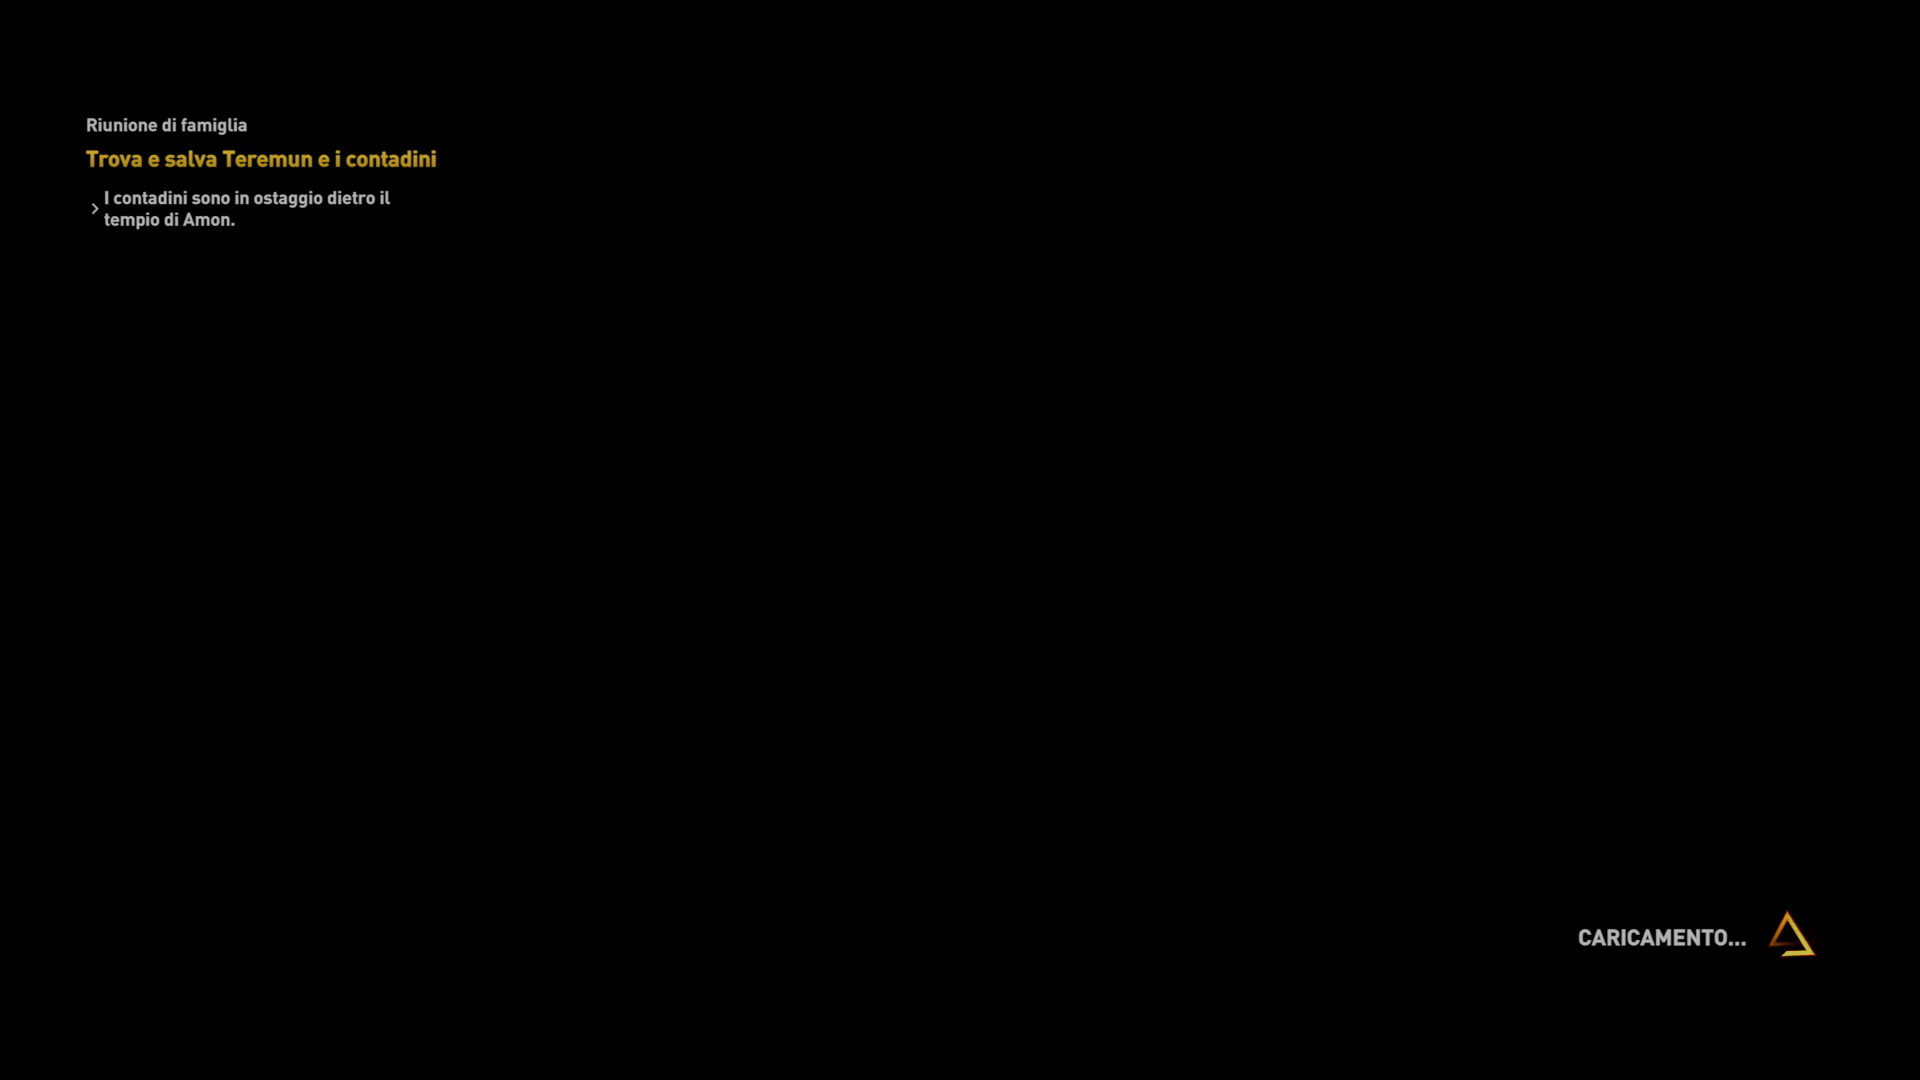 Riunione di famiglia
Trova e salva Teremun e i contadini
I contadini sono in ostaggio dietro il
tempio di Amon.
CARICAMENTO...